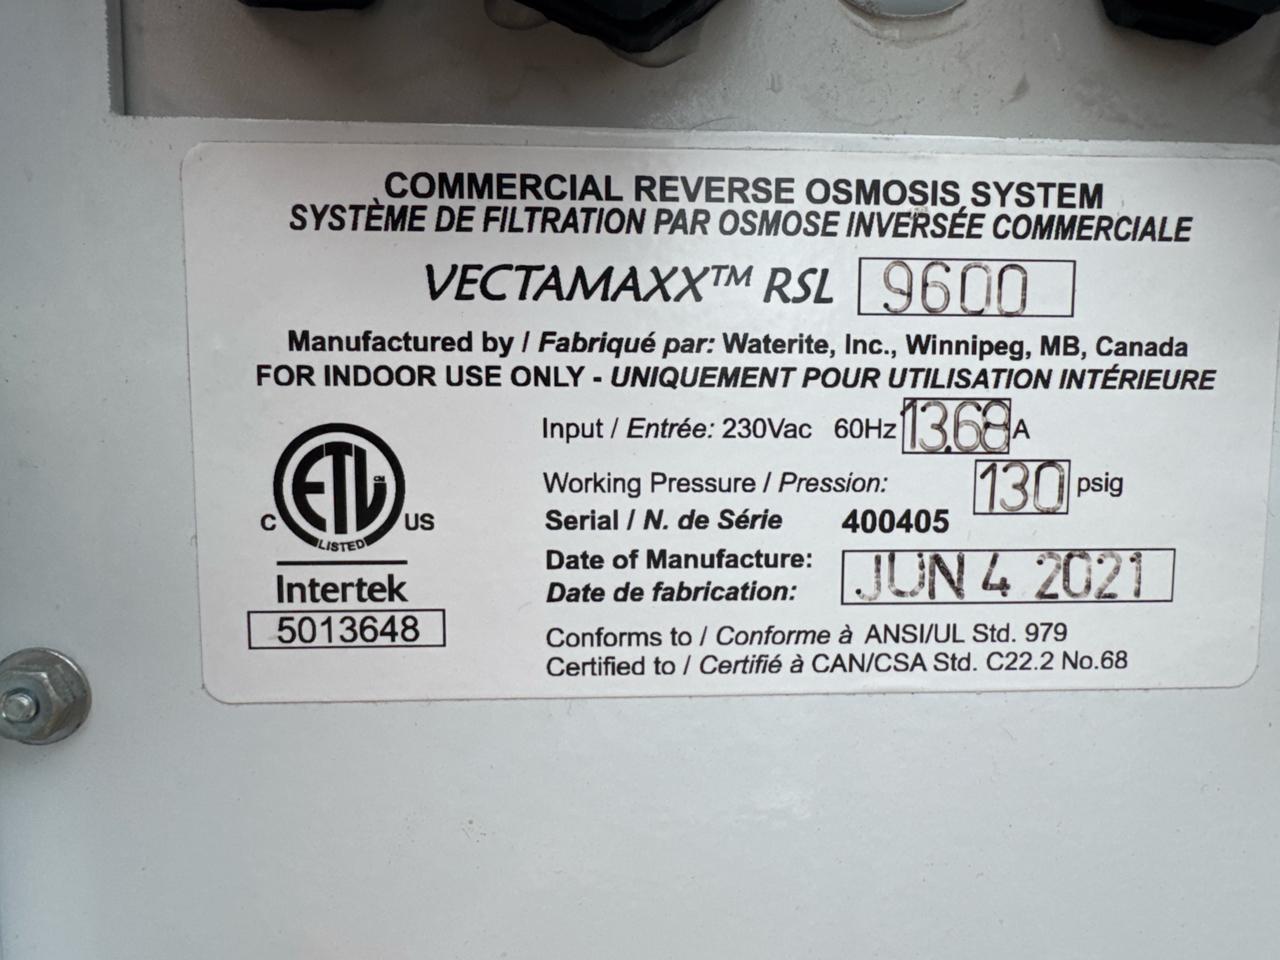 COMMERCIAL REVERSE OSMOSIS SYSTEM
SYSTÈME DE FILTRATION PAR OSMOSE INVERSÉE COMMERCIALE
VECTAMAXX™ RSL 9600
Manufactured by / Fabriqué par: Waterite, Inc., Winnipeg, MB, Canada
FOR INDOOR USE ONLY - UNIQUEMENT POUR UTILISATION INTÉRIEURE
Input / Entrée: 230Vac 60Hz 13.68 A
Working Pressure / Pression: 130 psig
Serial / N. de Série 400405
Date of Manufacture:
Date de fabrication: JUN 4 2021
Conforms to / Conforme à ANSI/UL Std. 979
Certified to / Certifié à CAN/CSA Std. C22.2 No.68
ETL CM
C US
LISTED
Intertek
5013648